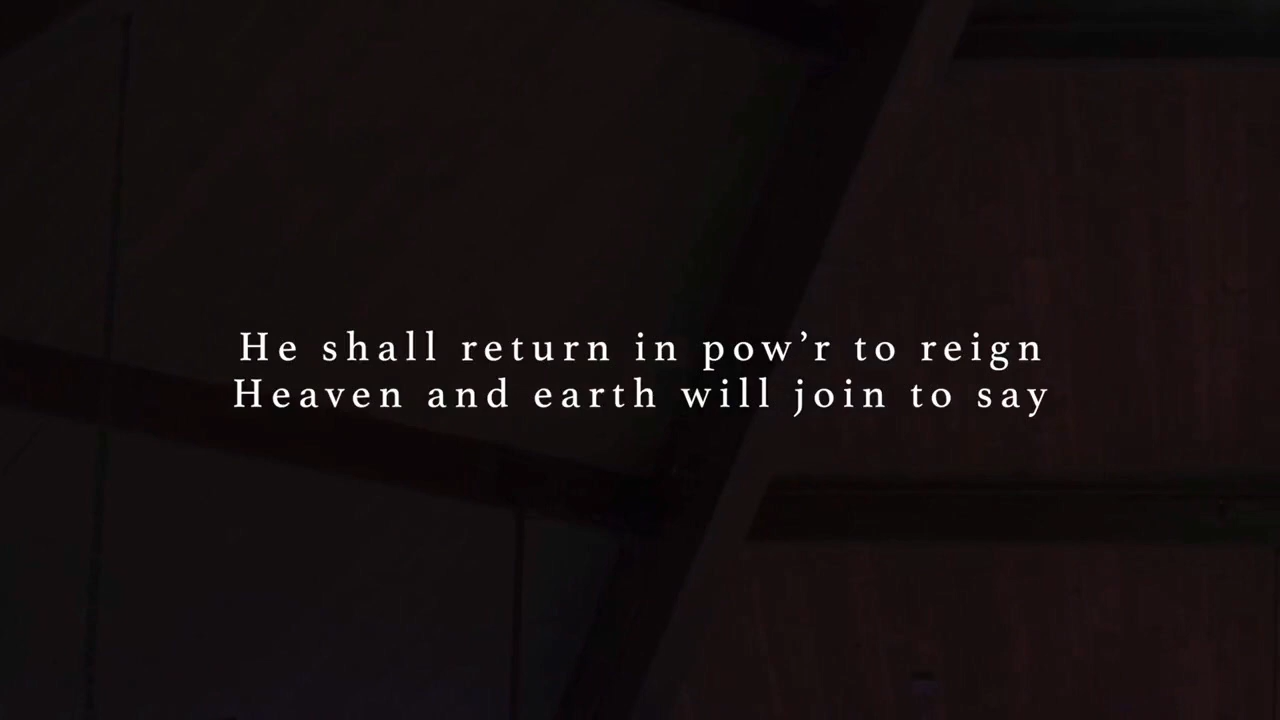 He shall return in pow’r to reign
Heaven and earth will join to say